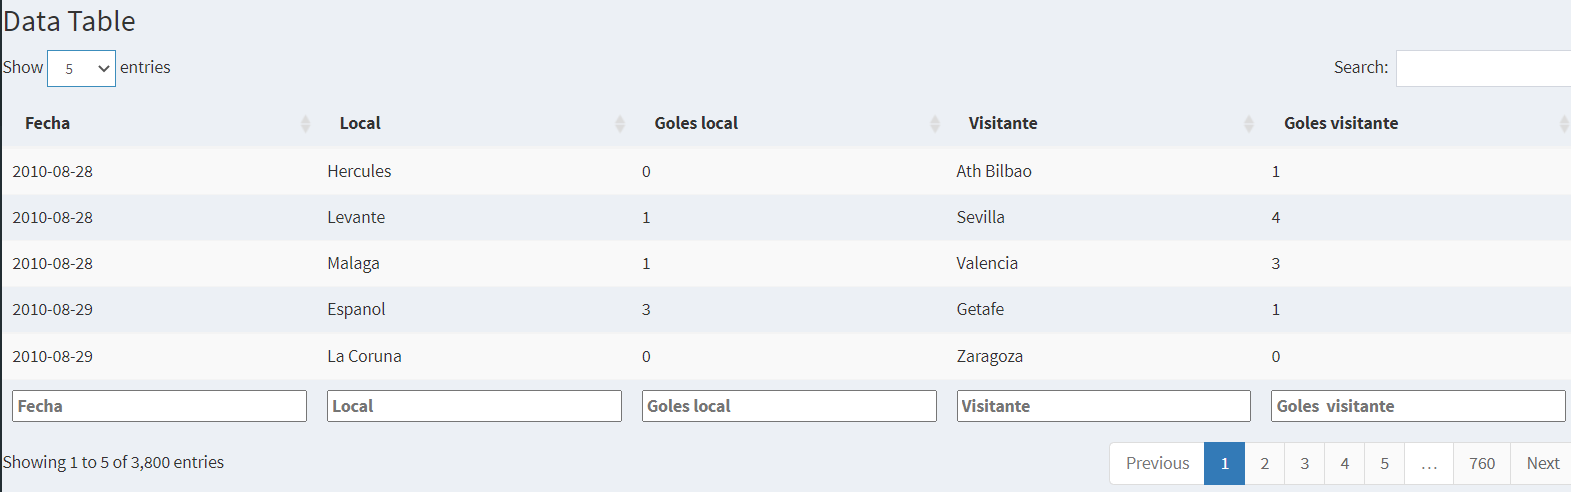 Data Table
Show 5 entries Search:
Fecha Local Goles local Visitante Goles visitante
2010-08-28 Hercules 0 Ath Bilbao 1
2010-08-28 Levante 1 Sevilla 4
2010-08-28 Malaga 1 Valencia 3
2010-08-29 Espanol 3 Getafe 1
2010-08-29 La Coruna 0 Zaragoza 0
Fecha Local Goles local Visitante Goles visitante
Showing 1 to 5 of 3,800 entries Previous 1 2 3 4 5 … 760 Next